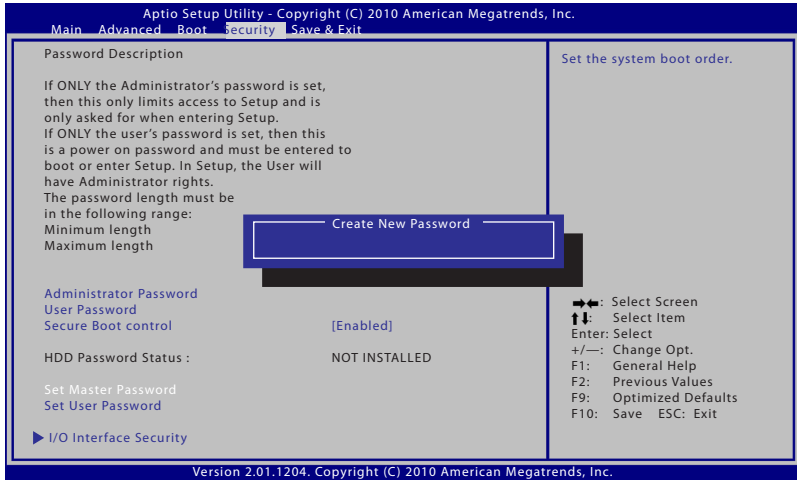 Aptio Setup Utility - Copyright (C) 2010 American Megatrends, Inc.
Main Advanced Boot Security Save & Exit
Password Description
If ONLY the Administrator's password is set,
then this only limits access to Setup and is
only asked for when entering Setup.
If ONLY the user's password is set, then this
is a power on password and must be entered to
boot or enter Setup. In Setup, the User will
have Administrator rights.
The password length must be
in the following range:
Minimum length
Maximum length
Create New Password
Administrator Password
User Password
Secure Boot control [Enabled]
HDD Password Status : NOT INSTALLED
Set Master Password
Set User Password
I/O Interface Security
Set the system boot order.
→←: Select Screen
↑↓: Select Item
Enter: Select
+/—: Change Opt.
F1: General Help
F2: Previous Values
F9: Optimized Defaults
F10: Save ESC: Exit
Version 2.01.1204. Copyright (C) 2010 American Megatrends, Inc.